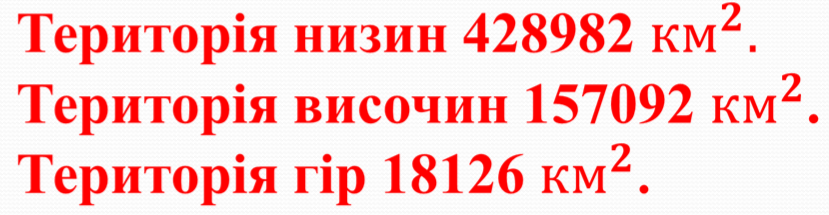 Територія низин 428982 км².
Територія височин 157092 км².
Територія гір 18126 км².